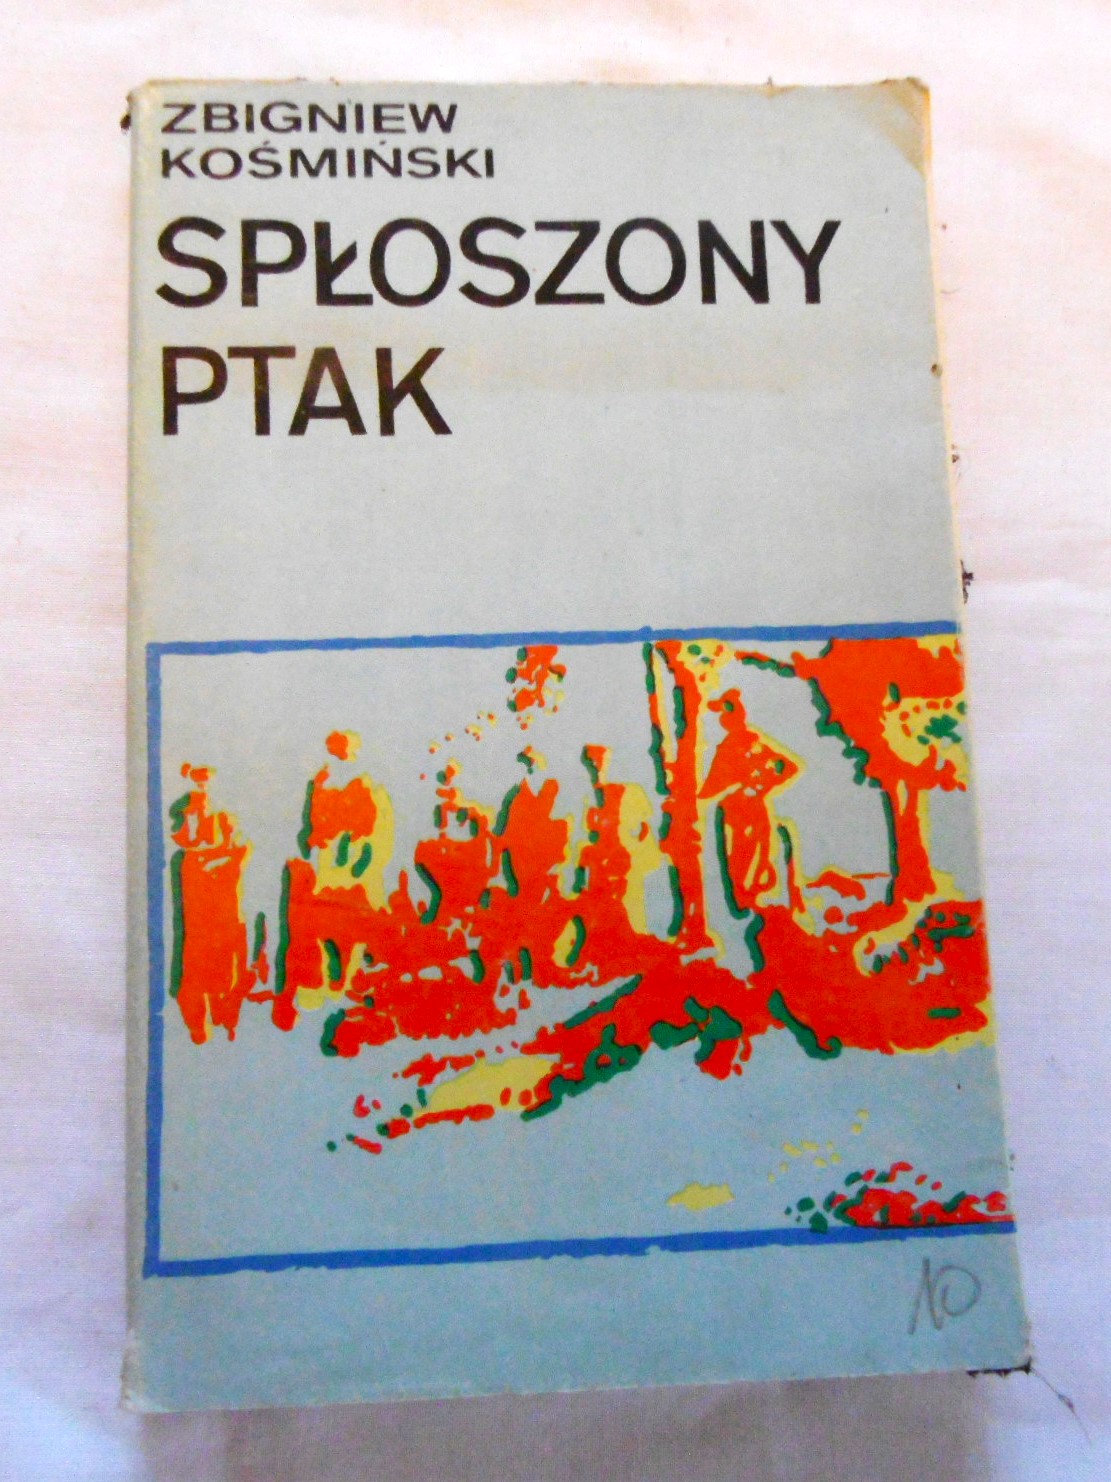 ZBIGNIEW
KOŚMIŃSKI
SPŁOSZONY
PTAK
10